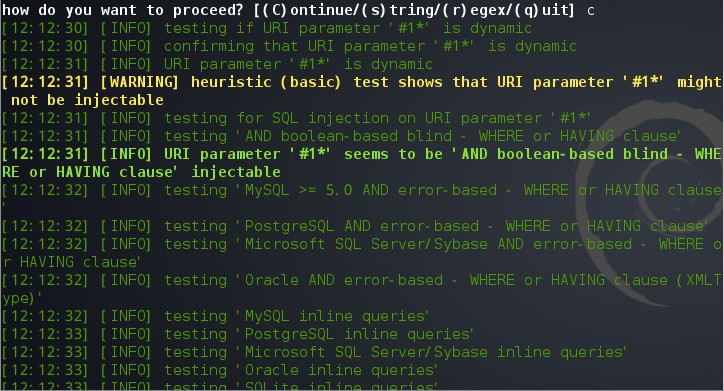 how do you want to proceed? [(C)ontinue/(s)tring/(r)egex/(q)uit] c
[12:12:30] [INFO] testing if URI parameter '#1*' is dynamic
[12:12:30] [INFO] confirming that URI parameter '#1*' is dynamic
[12:12:31] [INFO] URI parameter '#1*' is dynamic
[12:12:31] [WARNING] heuristic (basic) test shows that URI parameter '#1*' might
 not be injectable
[12:12:31] [INFO] testing for SQL injection on URI parameter '#1*'
[12:12:31] [INFO] testing 'AND boolean-based blind - WHERE or HAVING clause'
[12:12:31] [INFO] URI parameter '#1*' seems to be 'AND boolean-based blind - WHE
RE or HAVING clause' injectable
[12:12:32] [INFO] testing 'MySQL >= 5.0 AND error-based - WHERE or HAVING clause
'
[12:12:32] [INFO] testing 'PostgreSQL AND error-based - WHERE or HAVING clause'
[12:12:32] [INFO] testing 'Microsoft SQL Server/Sybase AND error-based - WHERE o
r HAVING clause'
[12:12:32] [INFO] testing 'Oracle AND error-based - WHERE or HAVING clause (XMLT
ype)'
[12:12:32] [INFO] testing 'MySQL inline queries'
[12:12:33] [INFO] testing 'PostgreSQL inline queries'
[12:12:33] [INFO] testing 'Microsoft SQL Server/Sybase inline queries'
[12:12:33] [INFO] testing 'Oracle inline queries'
[12:12:33] [INFO] testing 'SQLite inline queries'